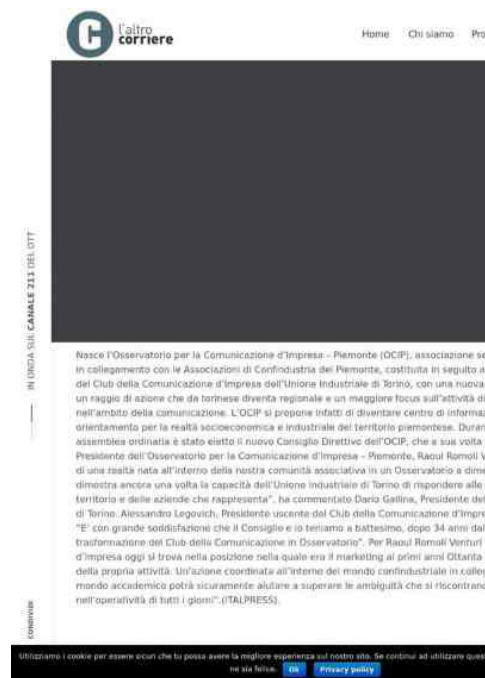 l'altro
corriere
Home Chi siamo
IN ONDA SUL CANALE 211 DEL DTT
Nasce l'Osservatorio per la Comunicazione d'Impresa – Piemonte (OCIP), associazione
in collegamento con le Associazioni di Confindustria del Piemonte, costituita in seguito
del Club della Comunicazione d'Impresa dell'Unione Industriale di Torino, con una nuova
un raggio di azione che da torinese diventa regionale e un maggiore focus sull'attività di
nell'ambito della comunicazione. L'OCIP si propone infatti di diventare centro di
orientamento per la realtà socioeconomica e industriale del territorio piemontese.
assemblea ordinaria è stato eletto il nuovo Consiglio Direttivo dell'OCIP, che a sua volta
Presidente dell'Osservatorio per la Comunicazione d'Impresa – Piemonte, Raoul Romoli
di una realtà nata all'interno della nostra comunità associativa in un Osservatorio a
dimostra ancora una volta la capacità dell'Unione Industriale di Torino di rispondere alle
territorio e delle aziende che rappresenta", ha commentato Dario Gallina, Presidente
di Torino. Alessandro Legovich, Presidente uscente del Club della Comunicazione
"E' con grande soddisfazione che il Consiglio e io teniamo a battesimo, dopo 34 anni
trasformazione del Club della Comunicazione in Osservatorio". Per Raoul Romoli Venturi
d'impresa oggi si trova nella posizione nella quale era il marketing ai primi anni Ottanta
della propria attività. Un'azione coordinata all'interno del mondo confindustriale in
mondo accademico potrà sicuramente aiutare a superare le ambiguità che si
nell'operatività di tutti i giorni".(ITALPRESS).
CONDIVIDI
Utilizziamo i cookie per essere sicuri che tu possa avere la migliore esperienza sul nostro sito. Se continui ad utilizzare
ne sia felice. Ok Privacy policy